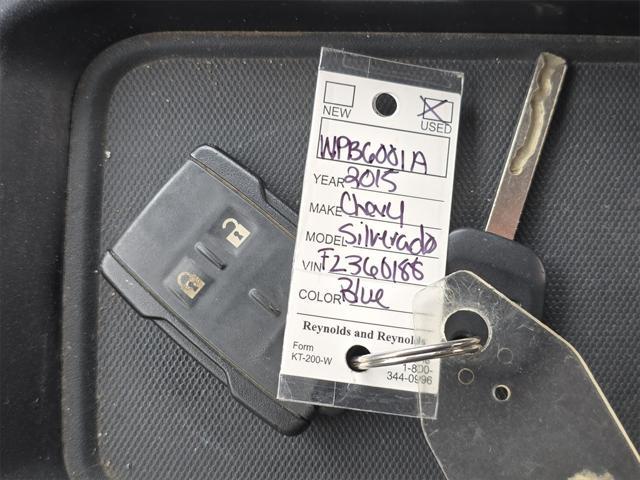 NEW USED
WPB6001A
YEAR 2015
MAKE Chevy
MODEL Silverado
VIN FZ360188
COLOR Blue
Reynolds and Reynolds
Form
KT-200-W
1-800-
344-0996